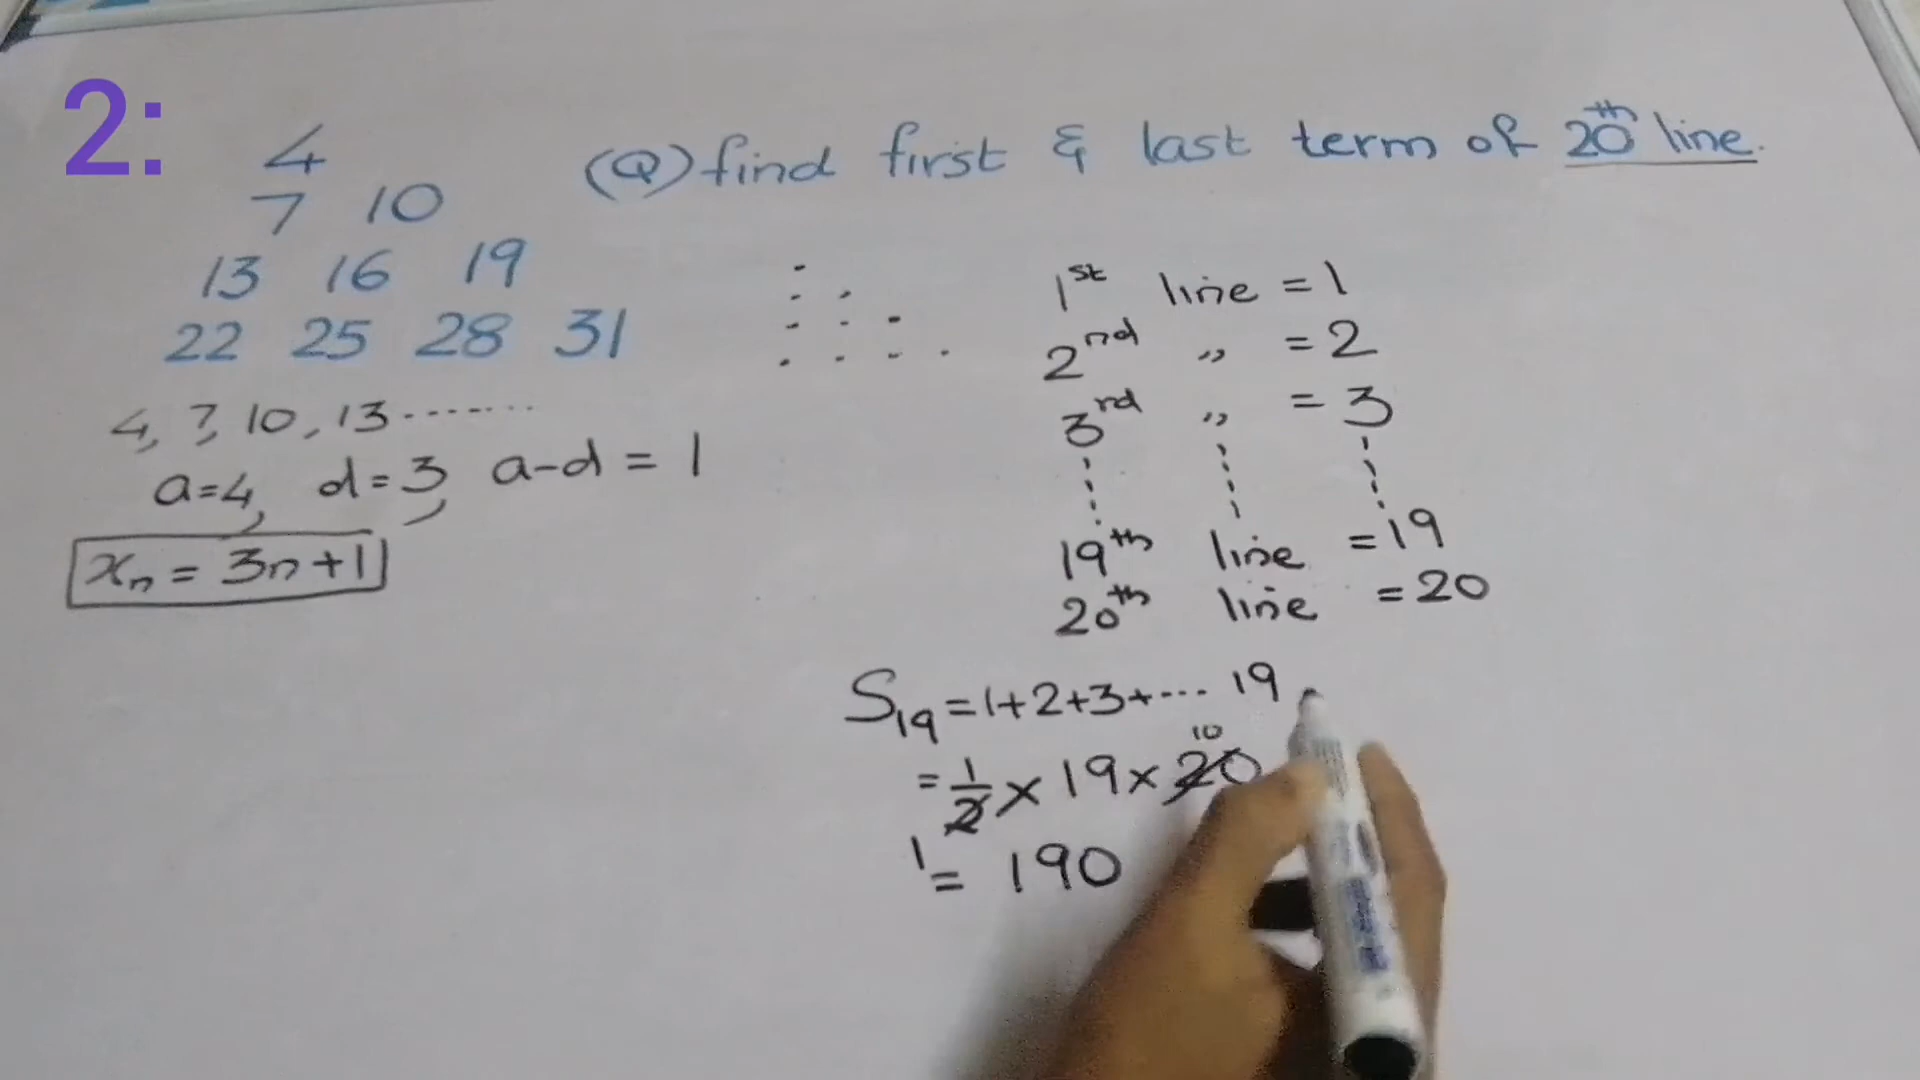 2:
4
7 10
13 16 19
22 25 28 31
(Q) find first & last term of 20th line.
4, 7, 10, 13 .......
a=4, d=3, a-d = 1
xn = 3n+1
1st line = 1
2nd ,, = 2
3rd ,, = 3
19th line = 19
20th line = 20
S19 = 1+2+3+.... 19
10
= 1/2 × 19 × 20
1
= 190